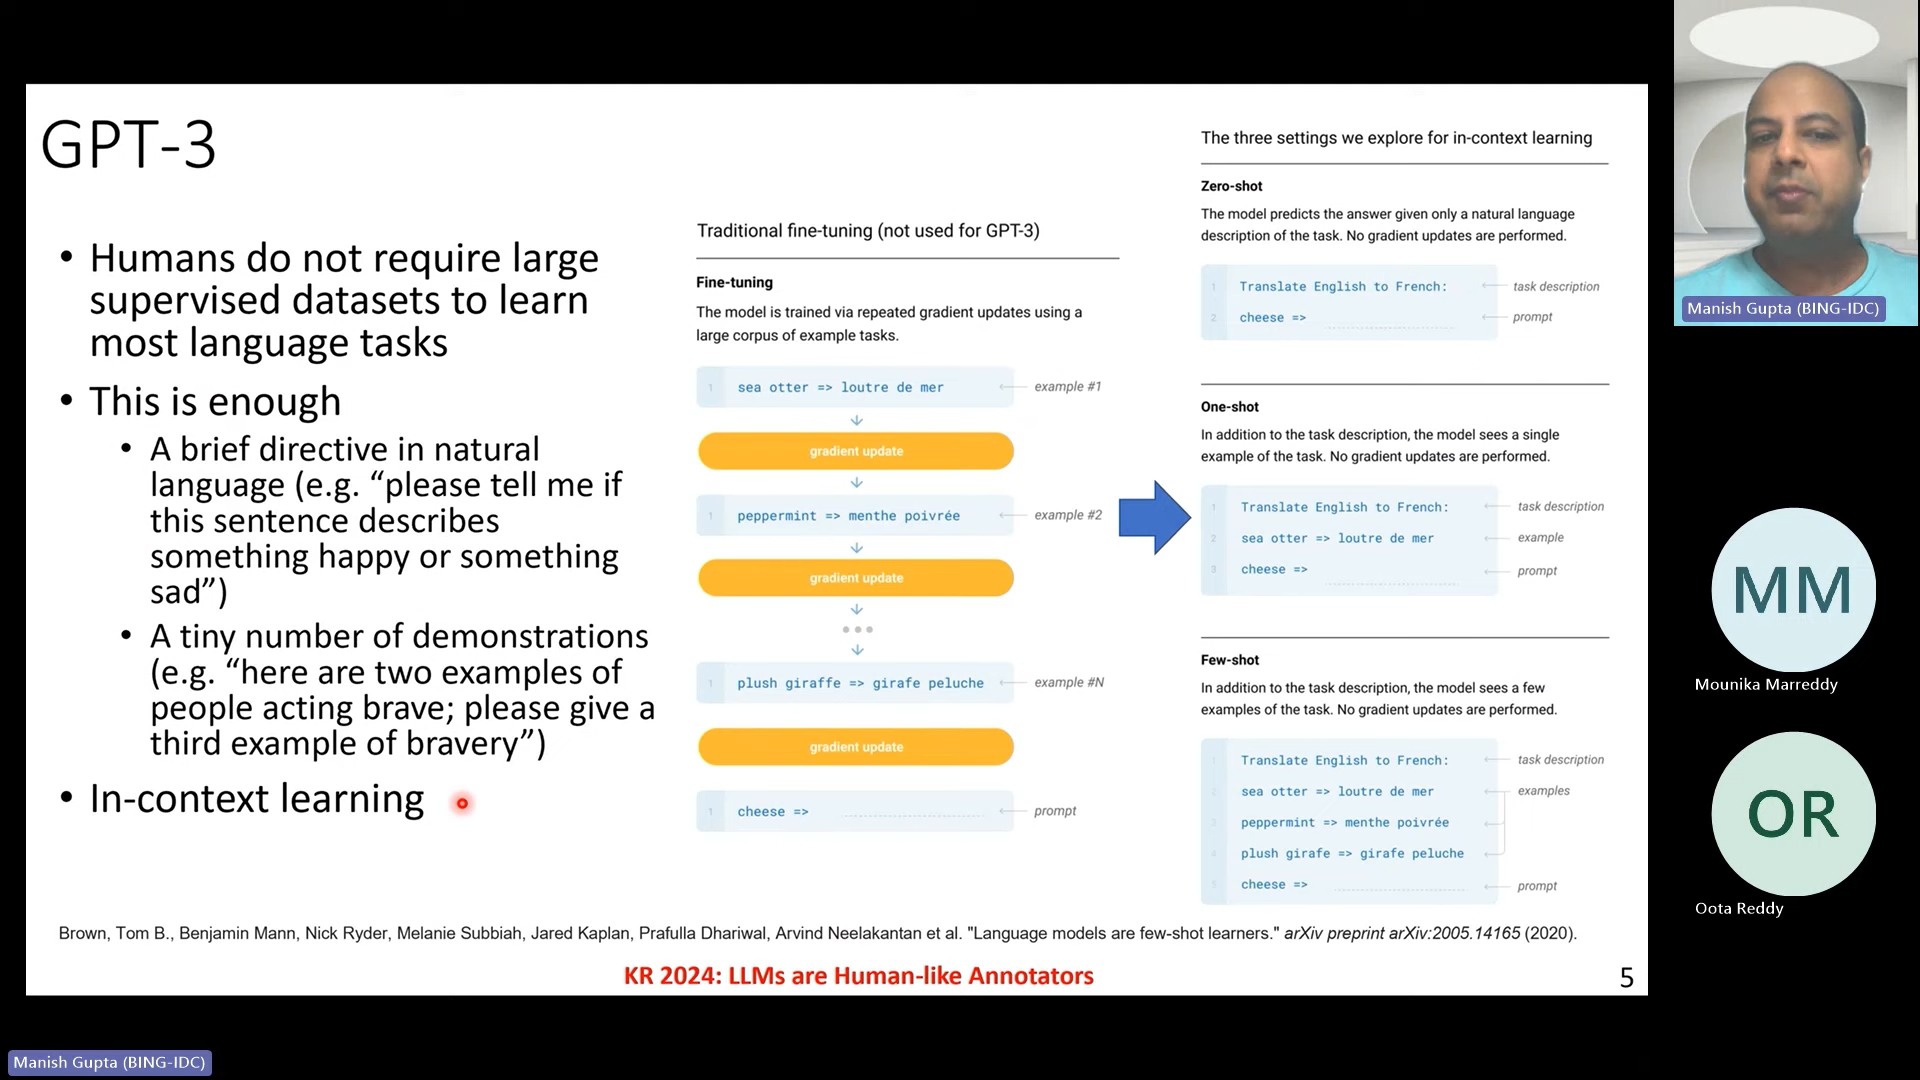 GPT-3
• Humans do not require large
supervised datasets to learn
most language tasks
• This is enough
• A brief directive in natural
language (e.g. “please tell me if
this sentence describes
something happy or something
sad”)
• A tiny number of demonstrations
(e.g. “here are two examples of
people acting brave; please give a
third example of bravery”)
• In-context learning
Traditional fine-tuning (not used for GPT-3)
Fine-tuning
The model is trained via repeated gradient updates using a
large corpus of example tasks.
1 sea otter => loutre de mer example #1
gradient update
1 peppermint => menthe poivrée example #2
gradient update
1 plush giraffe => girafe peluche example #N
gradient update
1 cheese => prompt
The three settings we explore for in-context learning
Zero-shot
The model predicts the answer given only a natural language
description of the task. No gradient updates are performed.
1 Translate English to French: task description
2 cheese => prompt
One-shot
In addition to the task description, the model sees a single
example of the task. No gradient updates are performed.
1 Translate English to French: task description
2 sea otter => loutre de mer example
3 cheese => prompt
Few-shot
In addition to the task description, the model sees a few
examples of the task. No gradient updates are performed.
1 Translate English to French: task description
2 sea otter => loutre de mer examples
3 peppermint => menthe poivrée
4 plush girafe => girafe peluche
5 cheese => prompt
Brown, Tom B., Benjamin Mann, Nick Ryder, Melanie Subbiah, Jared Kaplan, Prafulla Dhariwal, Arvind Neelakantan et al. "Language models are few-shot learners." arXiv preprint arXiv:2005.14165 (2020).
KR 2024: LLMs are Human-like Annotators
5
Manish Gupta (BING-IDC)
MM
Mounika Marreddy
OR
Oota Reddy
Manish Gupta (BING-IDC)